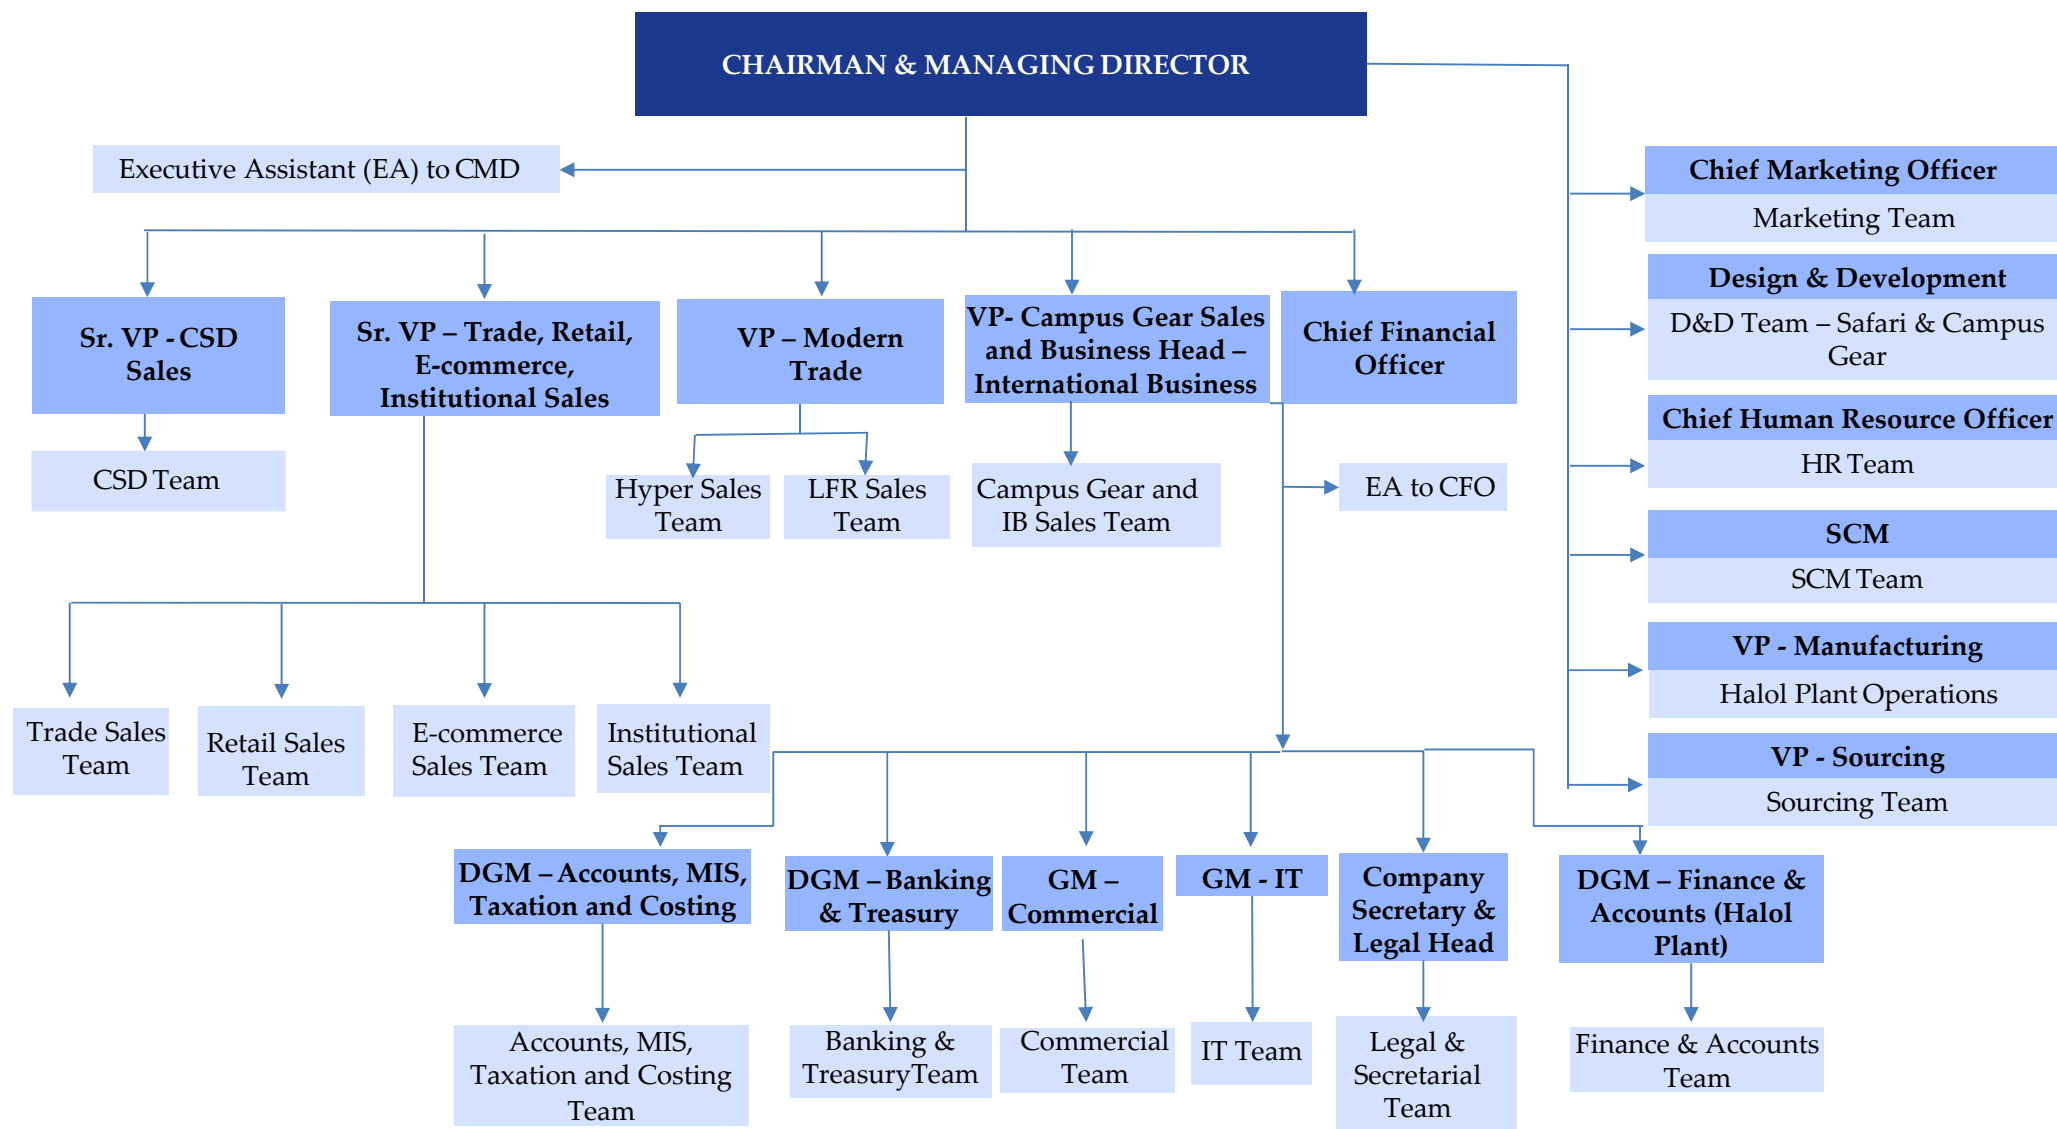 CHAIRMAN & MANAGING DIRECTOR
Executive Assistant (EA) to CMD
Chief Marketing Officer
Marketing Team
Design & Development
D&D Team – Safari & Campus
Gear
Chief Human Resource Officer
HR Team
SCM
SCM Team
VP - Manufacturing
Halol Plant Operations
VP - Sourcing
Sourcing Team
Sr. VP - CSD
Sales
Sr. VP – Trade, Retail,
E-commerce,
Institutional Sales
VP – Modern
Trade
VP- Campus Gear Sales
and Business Head –
International Business
Chief Financial
Officer
CSD Team
Hyper Sales
Team
LFR Sales
Team
Campus Gear and
IB Sales Team
EA to CFO
Trade Sales
Team
Retail Sales
Team
E-commerce
Sales Team
Institutional
Sales Team
DGM – Accounts, MIS,
Taxation and Costing
DGM – Banking
& Treasury
GM –
Commercial
GM - IT
Company
Secretary &
Legal Head
DGM – Finance &
Accounts (Halol
Plant)
Accounts, MIS,
Taxation and Costing
Team
Banking &
TreasuryTeam
Commercial
Team
IT Team
Legal &
Secretarial
Team
Finance & Accounts
Team